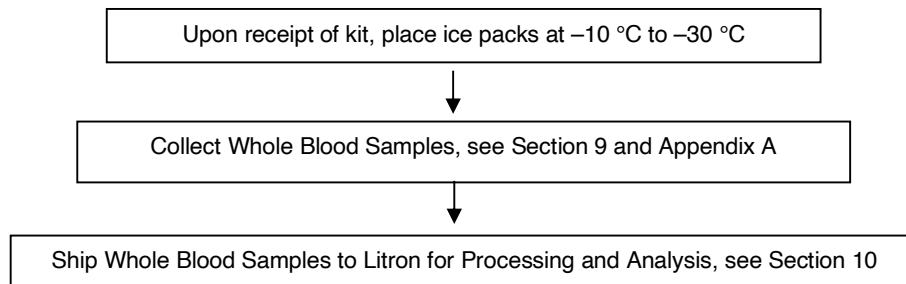 Upon receipt of kit, place ice packs at –10 °C to –30 °C
Collect Whole Blood Samples, see Section 9 and Appendix A
Ship Whole Blood Samples to Litron for Processing and Analysis, see Section 10